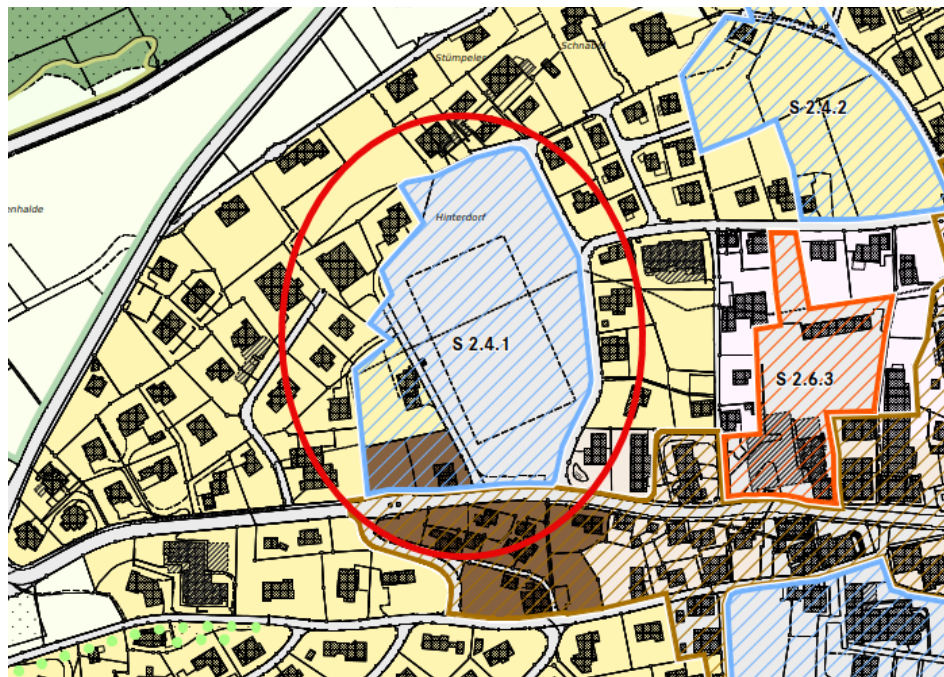 Schnabel
Stümpeler
S 2.4.2
enhalde
Hinterdorf
S 2.4.1
S 2.6.3